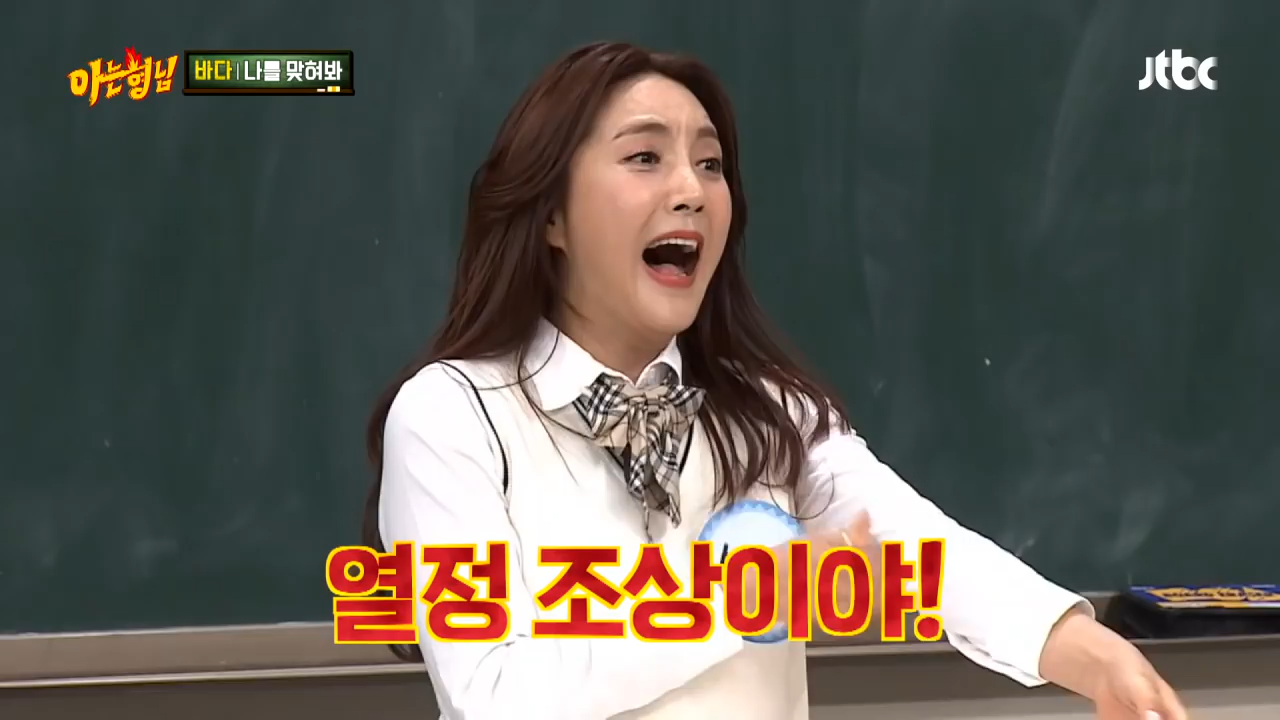 아는형님
바다 | 나를 맞혀봐
jtbc
열정 조상이야!